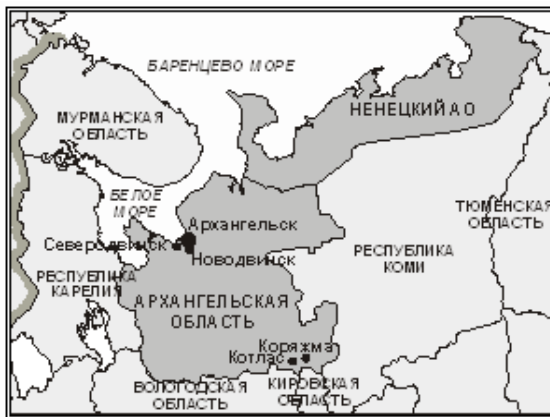 БАРЕНЦЕВО МОРЕ
НЕНЕЦКИЙ АО
МУРМАНСКАЯ
ОБЛАСТЬ
БЕЛОЕ
МОРЕ
ТЮМЕНСКАЯ
ОБЛАСТЬ
Архангельск
Северодвинск
Новодвинск
РЕСПУБЛИКА
КОМИ
РЕСПУБЛИКА
КАРЕЛИЯ
АРХАНГЕЛЬСКАЯ
ОБЛАСТЬ
Коряжма
Котлас
ВОЛОГОДСКАЯ
ОБЛАСТЬ
КИРОВСКАЯ
ОБЛАСТЬ